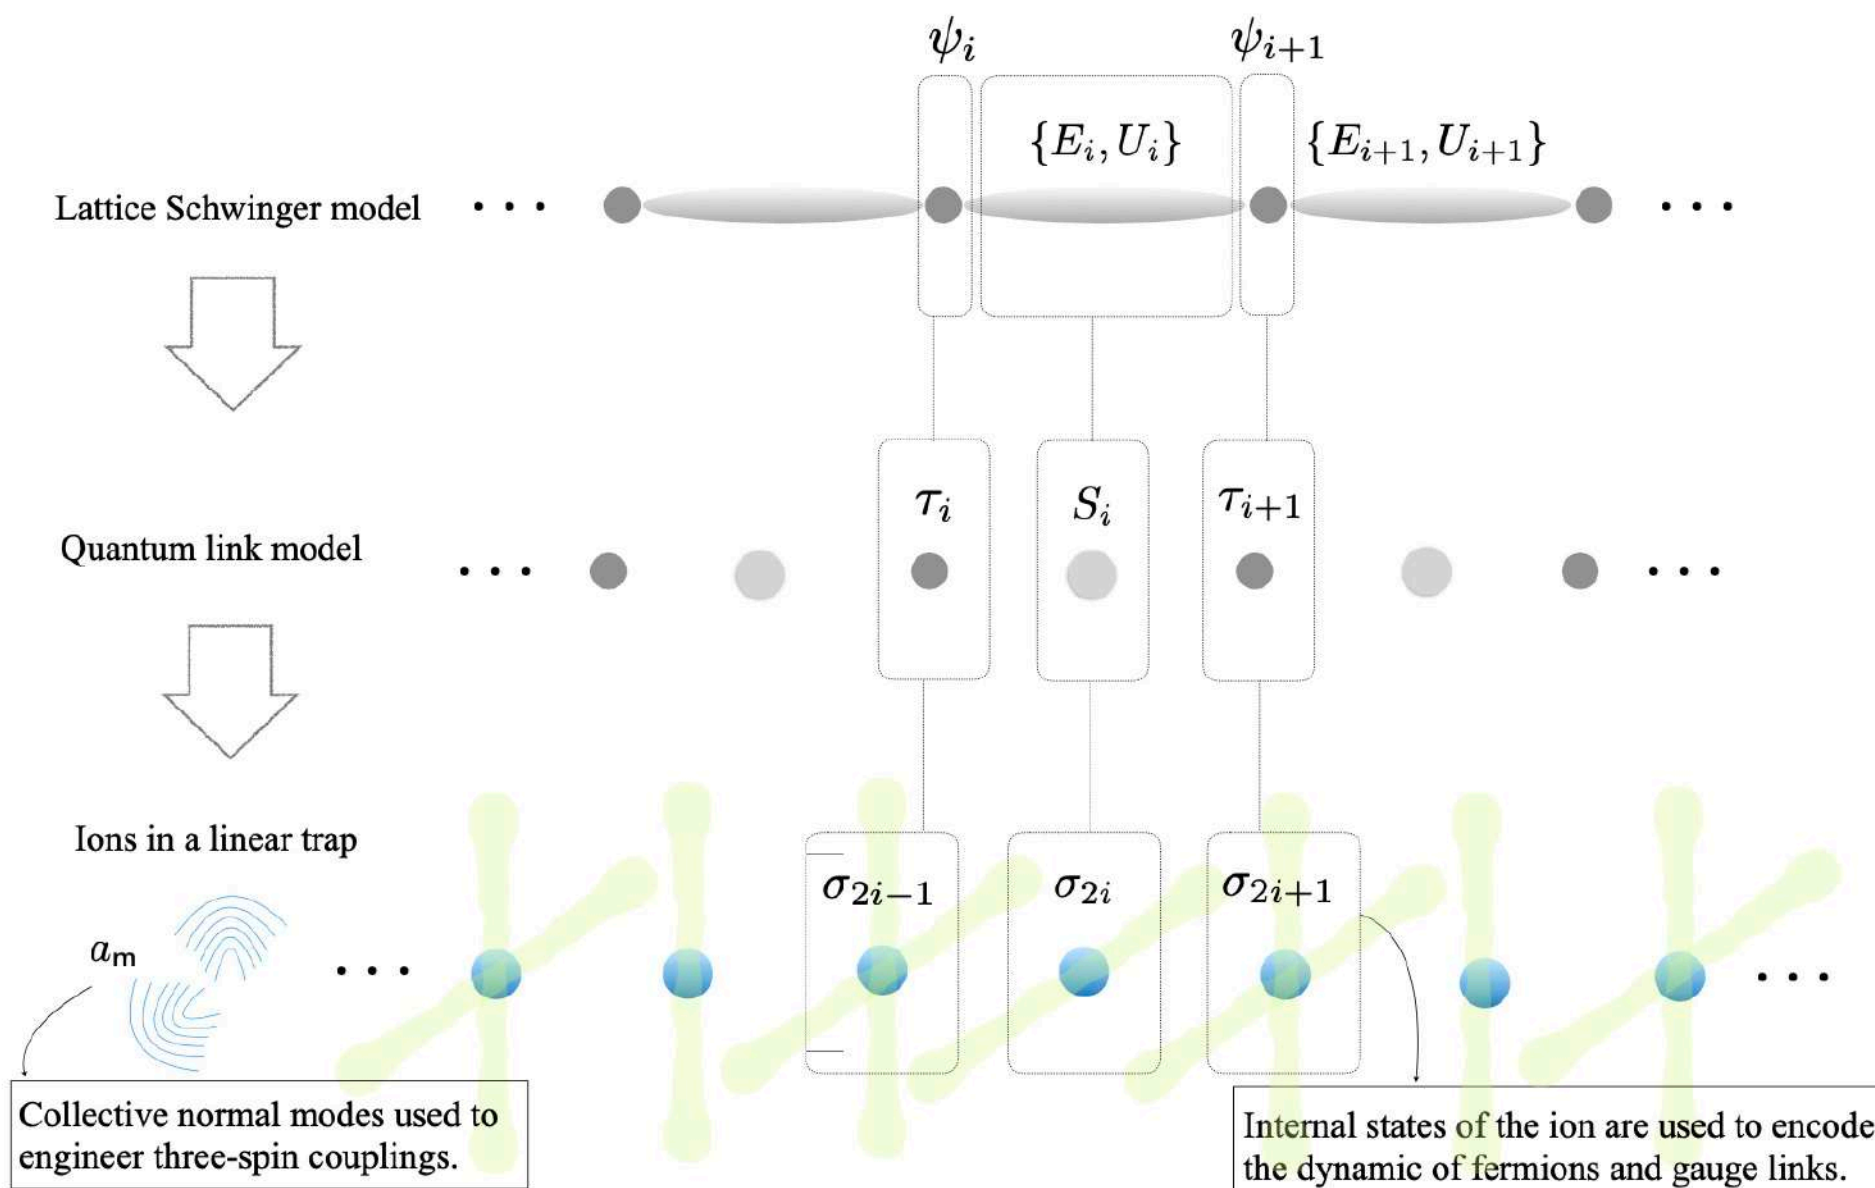 ψ_i
ψ_{i+1}
{E_i, U_i}
{E_{i+1}, U_{i+1}}
Lattice Schwinger model
τ_i
S_i
τ_{i+1}
Quantum link model
Ions in a linear trap
σ_{2i−1}
σ_{2i}
σ_{2i+1}
a_m
Collective normal modes used to
engineer three-spin couplings.
Internal states of the ion are used to encode
the dynamic of fermions and gauge links.